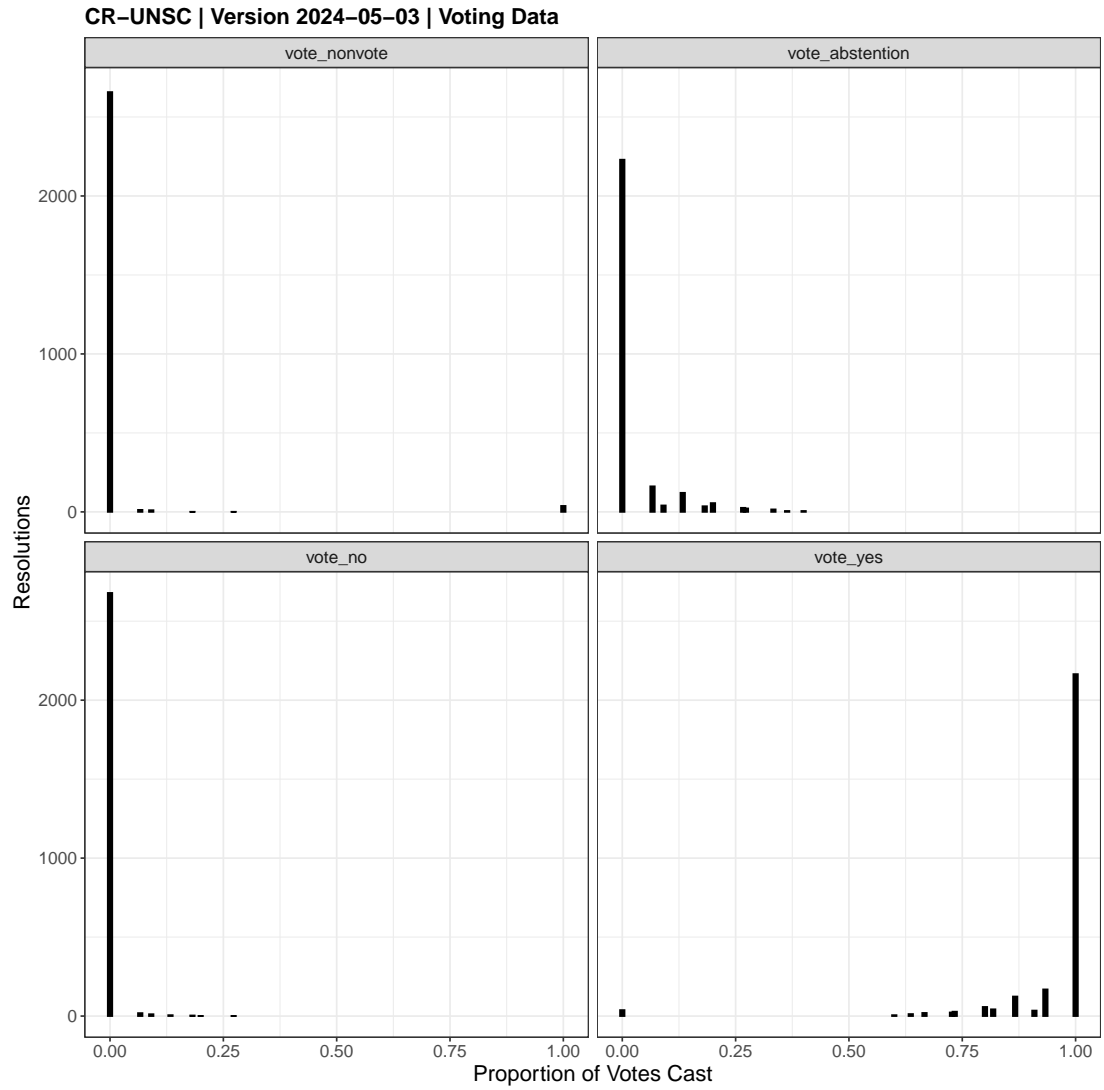 CR−UNSC | Version 2024−05−03 | Voting Data
vote_nonvote
vote_abstention
2000
1000
0
vote_no
vote_yes
2000
1000
0
0.00 0.25 0.50 0.75 1.00
0.00 0.25 0.50 0.75 1.00
Resolutions
Proportion of Votes Cast